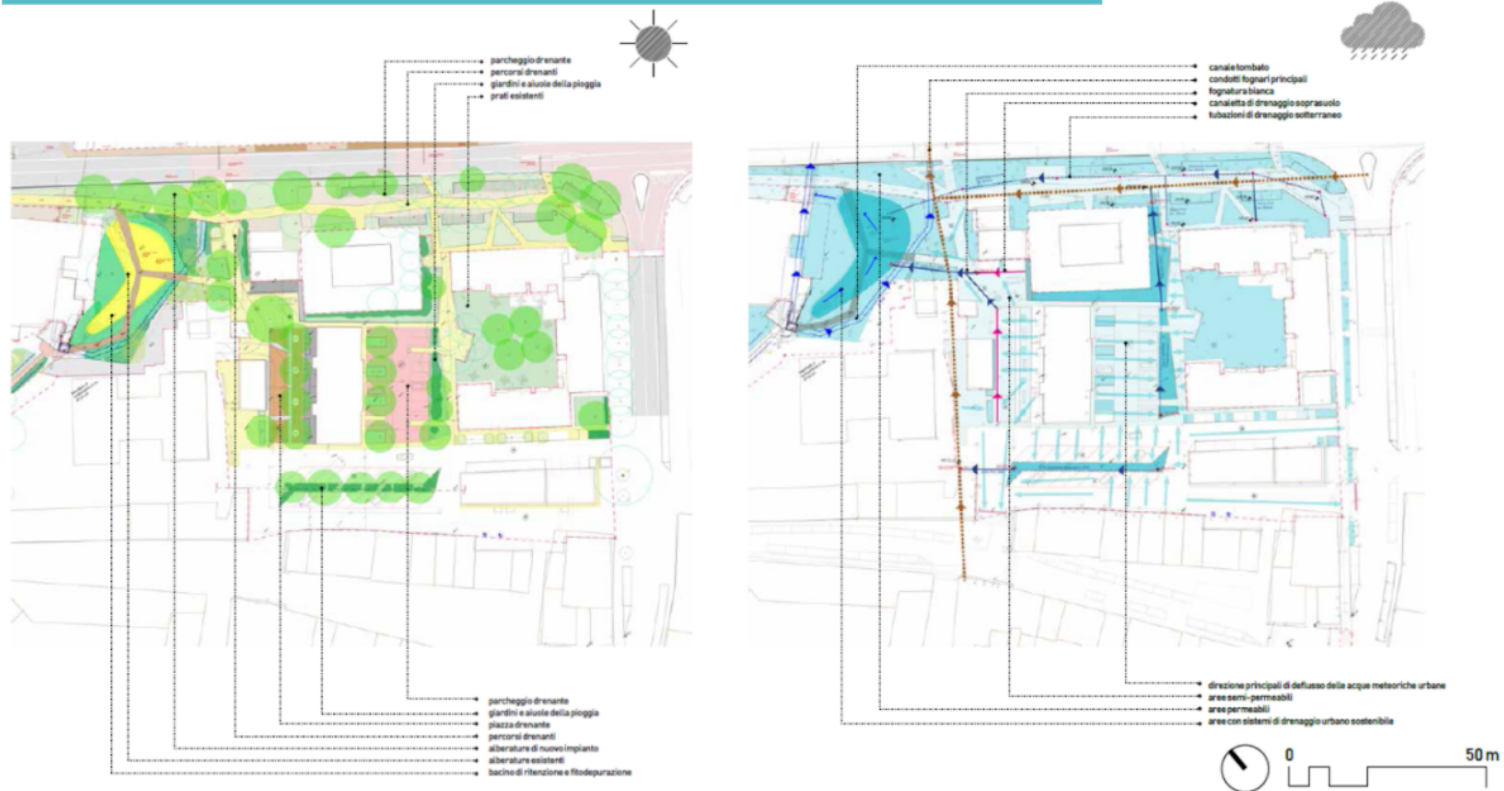 parcheggio drenante
percorsi drenanti
giardini e aiuole della pioggia
prati esistenti
parcheggio drenante
giardini e aiuole della pioggia
piazza drenante
percorsi drenanti
alberature di nuovo impianto
alberature esistenti
bacino di ritenzione e fitodepurazione
canale tombato
condotti fognari principali
fognatura bianca
canaletta di drenaggio soprasuolo
tubazioni di drenaggio sotterraneo
direzione principali di deflusso delle acque meteoriche urbane
aree semi-permeabili
aree permeabili
aree con sistemi di drenaggio urbano sostenibile
0 50 m